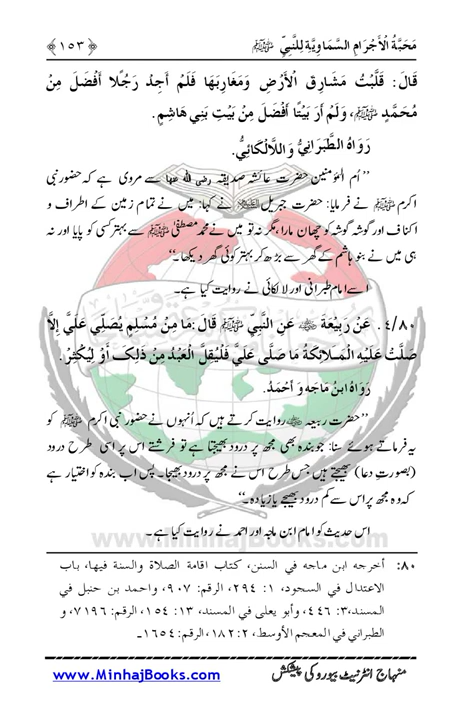 مَحَبَّةُ الْأَجْرَامِ السَّمَاوِيَّةِ لِلنَّبِيِّ ﷺ ﴿١٥٣﴾
قَالَ: قَلَّبْتُ مَشَارِقَ الْأَرْضِ وَمَغَارِبَهَا فَلَمْ أَجِدْ رَجُلًا أَفْضَلَ مِنْ
مُحَمَّدٍ ﷺ، وَلَمْ أَرَ بَيْتًا أَفْضَلَ مِنْ بَيْتِ بَنِي هَاشِمٍ.
رَوَاهُ الطَّبَرَانِيُّ وَاللَّالْكَائِيُّ.
’’اُم المؤمنین حضرت عائشہ صدیقہ رضی اللہ عنہا سے مروی ہے کہ حضور نبی
اکرم ﷺ نے فرمایا: حضرت جبریل علیہ السلام نے کہا: میں نے تمام زمین کے اطراف و
اکناف اور گوشہ گوشہ کو چھان مارا، مگر نہ تو میں نے محمد مصطفٰی ﷺ سے بہتر کسی کو پایا اور نہ
ہی میں نے بنو ہاشم کے گھر سے بڑھ کر بہتر کوئی گھر دیکھا۔‘‘
اسے امام طبرانی اور لالکائی نے روایت کیا ہے۔
٤/٨٠. عَنْ رَبِيْعَةَ ﷺ عَنِ النَّبِيِّ ﷺ قَالَ: مَا مِنْ مُسْلِمٍ يُصَلِّي عَلَيَّ إِلَّا
صَلَّتْ عَلَيْهِ الْمَلَائِكَةُ مَا صَلَّى عَلَيَّ فَلْيُقِلَّ الْعَبْدُ مِنْ ذَلِكَ أَوْ لِيُكْثِرْ.
رَوَاهُ ابْنُ مَاجَه وَأَحْمَدُ.
’’حضرت ربیعہ روایت کرتے ہیں کہ اُنہوں نے حضور نبی اکرم ﷺ کو
یہ فرماتے ہوئے سنا: جو بندہ بھی مجھ پر درود بھیجتا ہے تو فرشتے اس پر اسی طرح درود
(بصورتِ دعا) بھیجتے ہیں جس طرح اس نے مجھ پر درود بھیجا۔ پس اب بندہ کو اختیار ہے
کہ وہ مجھ پر اس سے کم درود بھیجے یا زیادہ۔‘‘
اس حدیث کو امام ابن ماجہ اور احمد نے روایت کیا ہے۔
www.MinhajBooks.com
٨٠: أخرجه ابن ماجه في السنن، كتاب اقامة الصلاة والسنة فيها، باب
الاعتدال في السجود، ١: ٢٩٤، الرقم: ٩٠٧، واحمد بن حنبل في
المسند، ٣: ٤٤٦، وأبو يعلى في المسند، ١٣: ١٥٤، الرقم: ٧١٩٦، و
الطبراني في المعجم الأوسط، ٢: ١٨٢، الرقم: ١٦٥٤۔
منہاج انٹرنیٹ بیورو کی پیشکش www.MinhajBooks.com